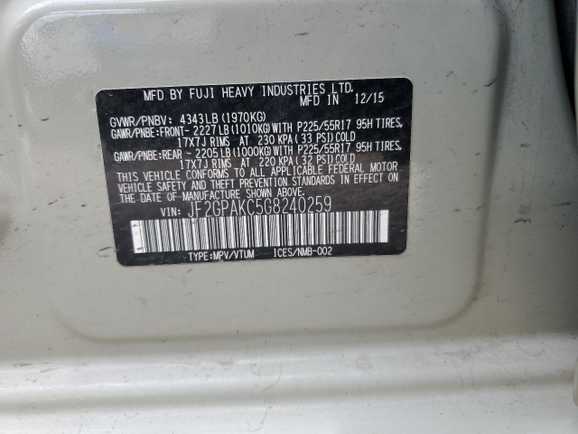 MFD BY FUJI HEAVY INDUSTRIES LTD.
MFD IN 12/15
GVWR/PNBV: 4343LB(1970KG)
GAWR/PNBE:FRONT- 2227LB(1010KG)WITH P225/55R17 95H TIRES,
17X7J RIMS AT 230 KPA(33 PSI)COLD
GAWR/PNBE:REAR - 2205LB(1000KG)WITH P225/55R17 95H TIRES,
17X7J RIMS AT 220 KPA(32 PSI)COLD
THIS VEHICLE CONFORMS TO ALL APPLICABLE FEDERAL MOTOR
VEHICLE SAFETY, BUMPER, AND THEFT PREVENTION STANDARDS IN EFFECT ON
THE DATE OF MANUFACTURE SHOWN ABOVE.
VIN: JF2GPAKC5G8240259
TYPE:MPV/VTUM ICES/NMB-002